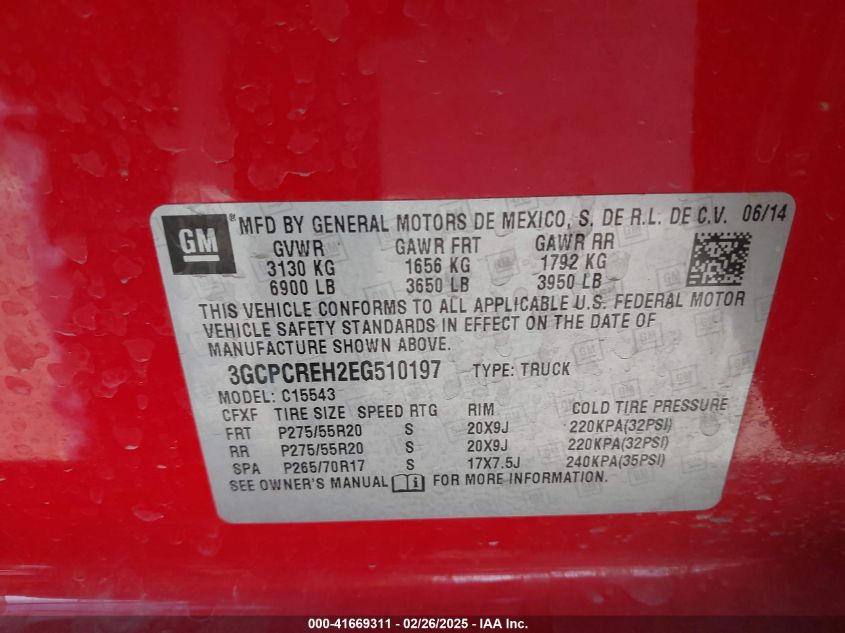 GM ® MFD BY GENERAL MOTORS DE MEXICO, S. DE R.L. DE C.V. 06/14
GVWR GAWR FRT GAWR RR
3130 KG 1656 KG 1792 KG
6900 LB 3650 LB 3950 LB
THIS VEHICLE CONFORMS TO ALL APPLICABLE U.S. FEDERAL MOTOR
VEHICLE SAFETY STANDARDS IN EFFECT ON THE DATE OF
MANUFACTURE SHOWN ABOVE.
3GCPCREH2EG510197 TYPE: TRUCK
MODEL: C15543
CFXF TIRE SIZE SPEED RTG RIM COLD TIRE PRESSURE
FRT P275/55R20 S 20X9J 220KPA(32PSI)
RR P275/55R20 S 20X9J 220KPA(32PSI)
SPA P265/70R17 S 17X7.5J 240KPA(35PSI)
SEE OWNER'S MANUAL FOR MORE INFORMATION.
000-41669311 - 02/26/2025 - IAA Inc.